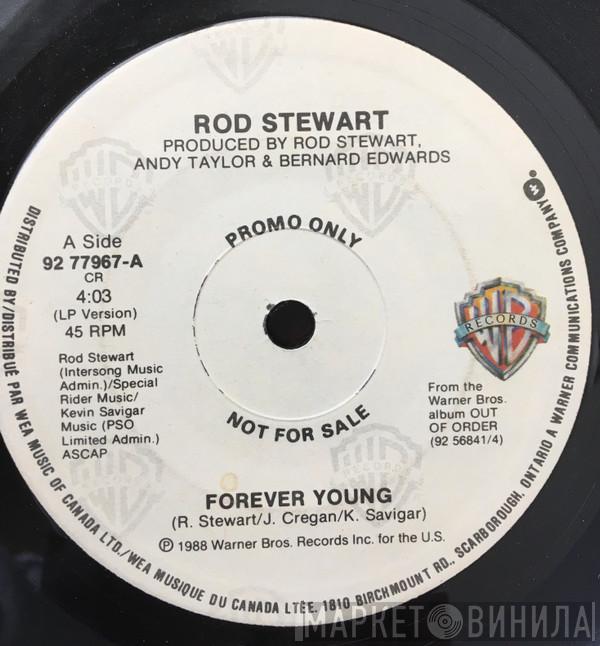 ROD STEWART
PRODUCED BY ROD STEWART,
ANDY TAYLOR & BERNARD EDWARDS
PROMO ONLY
A Side
92 77967-A
CR
4:03
(LP Version)
45 RPM
Rod Stewart
(Intersong Music
Admin.)/Special
Rider Music/
Kevin Savigar
Music (PSO
Limited Admin.)
ASCAP
WB
RECORDS
From the
Warner Bros.
album OUT
OF ORDER
(92 56841/4)
NOT FOR SALE
FOREVER YOUNG
(R. Stewart/J. Cregan/K. Savigar)
Ⓟ 1988 Warner Bros. Records Inc. for the U.S.
DISTRIBUTED BY/DISTRIBUÉ PAR WEA MUSIC OF CANADA LTD./WEA MUSIQUE DU CANADA LTÉE, 1810 BIRCHMOUNT RD., SCARBOROUGH, ONTARIO A WARNER COMMUNICATIONS COMPANY
МАРКЕТ ВИНИЛА